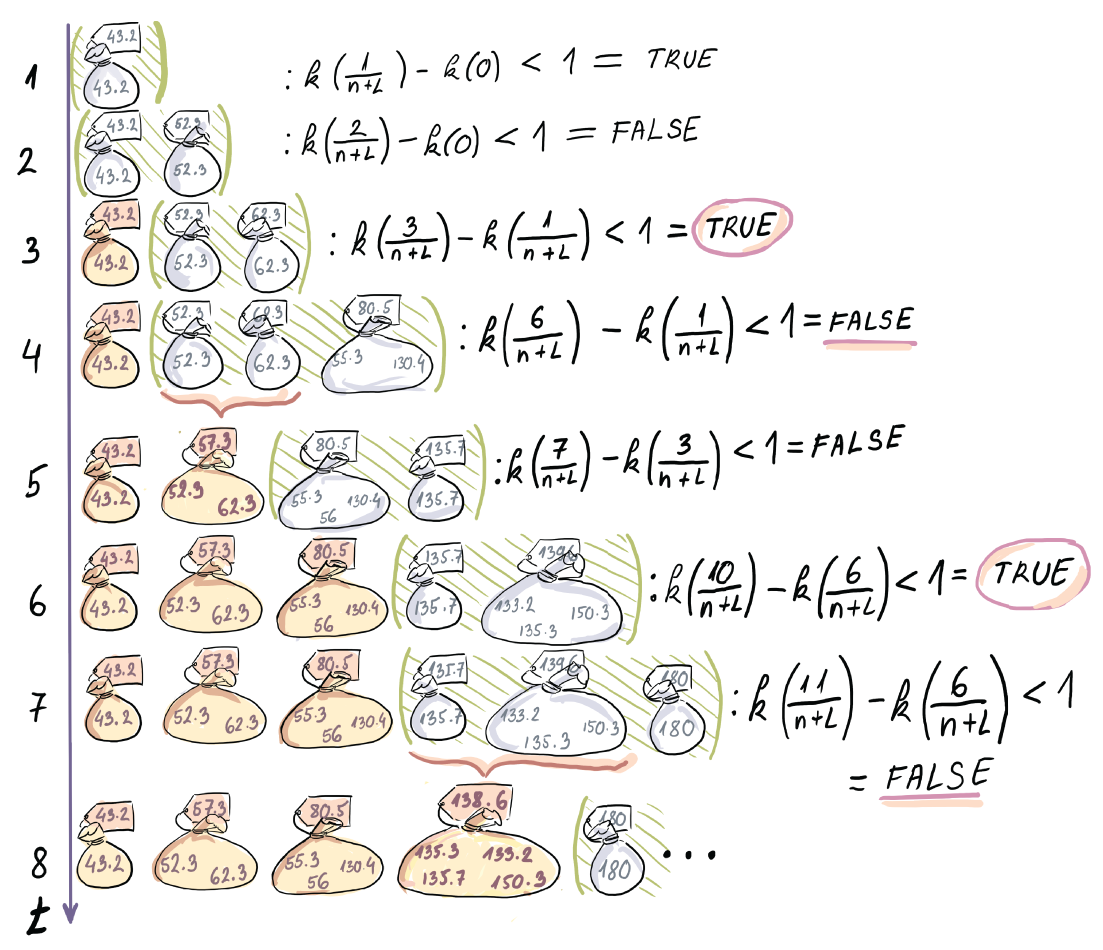 1
43.2
43.2
: k(1/n+L) - k(0) < 1 = TRUE
2
43.2 52.3
43.2 52.3
: k(2/n+L) - k(0) < 1 = FALSE
3
43.2 52.3 62.3
43.2 52.3 62.3
: k(3/n+L) - k(1/n+L) < 1 = TRUE
4
43.2 52.3 62.3 80.5
43.2 52.3 62.3 55.3 130.4
: k(6/n+L) - k(1/n+L) < 1 = FALSE
5
43.2 57.3 80.5 135.7
43.2 52.3 62.3 55.3 56 130.4 135.7
: k(7/n+L) - k(3/n+L) < 1 = FALSE
6
43.2 57.3 80.5 135.7 139.6
43.2 52.3 62.3 55.3 56 130.4 135.7 133.2 135.3 150.3
: k(10/n+L) - k(6/n+L) < 1 = TRUE
7
43.2 57.3 80.5 135.7 139.6 180
43.2 52.3 62.3 55.3 56 130.4 135.7 133.2 135.3 150.3 180
: k(11/n+L) - k(6/n+L) < 1
= FALSE
8
43.2 57.3 80.5 138.6 180
43.2 52.3 62.3 55.3 56 130.4 135.3 133.2 135.7 150.3 180 ...
t